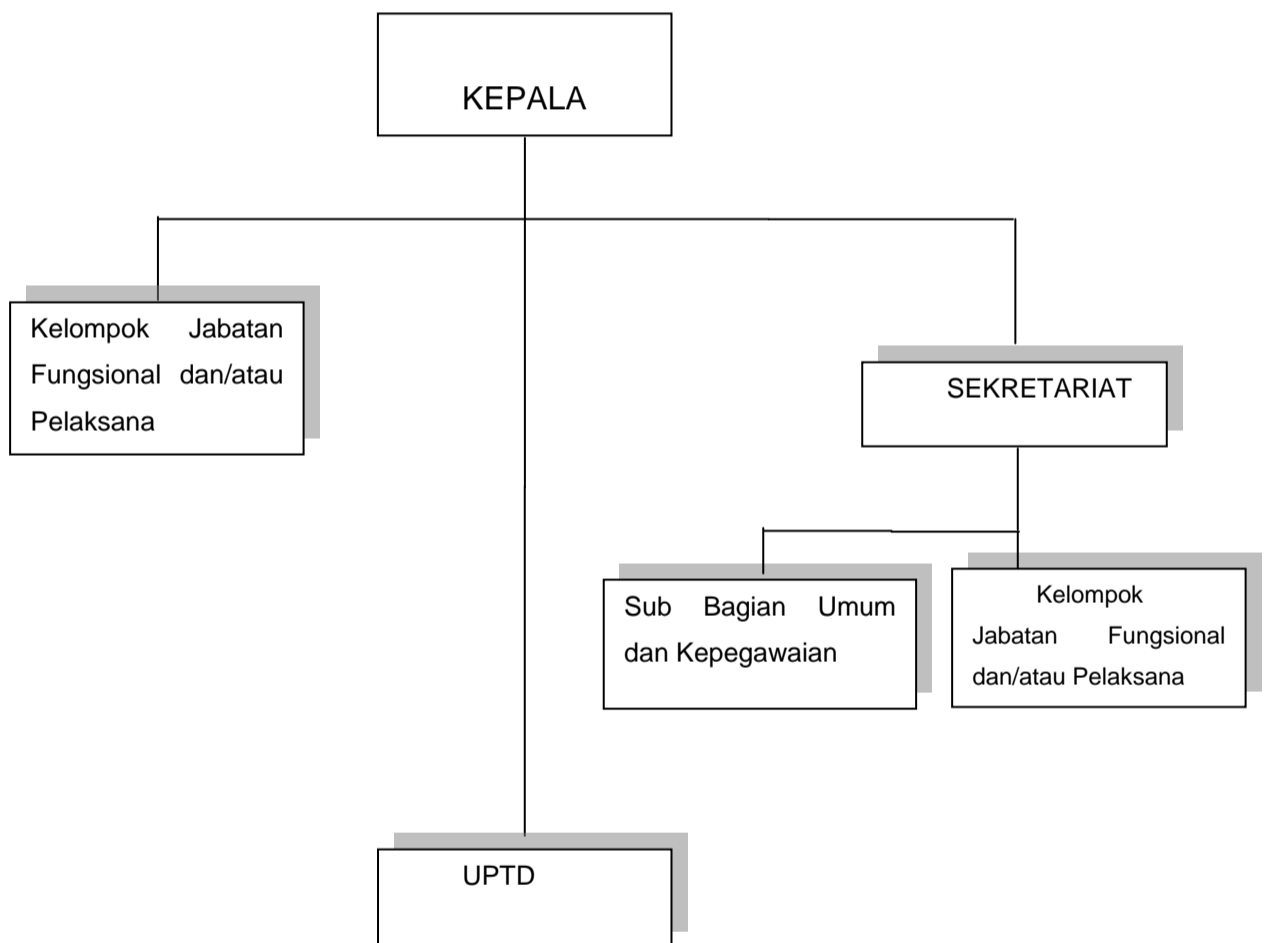 KEPALA
Kelompok Jabatan
Fungsional dan/atau
Pelaksana
SEKRETARIAT
Sub Bagian Umum
dan Kepegawaian
Kelompok
Jabatan Fungsional
dan/atau Pelaksana
UPTD